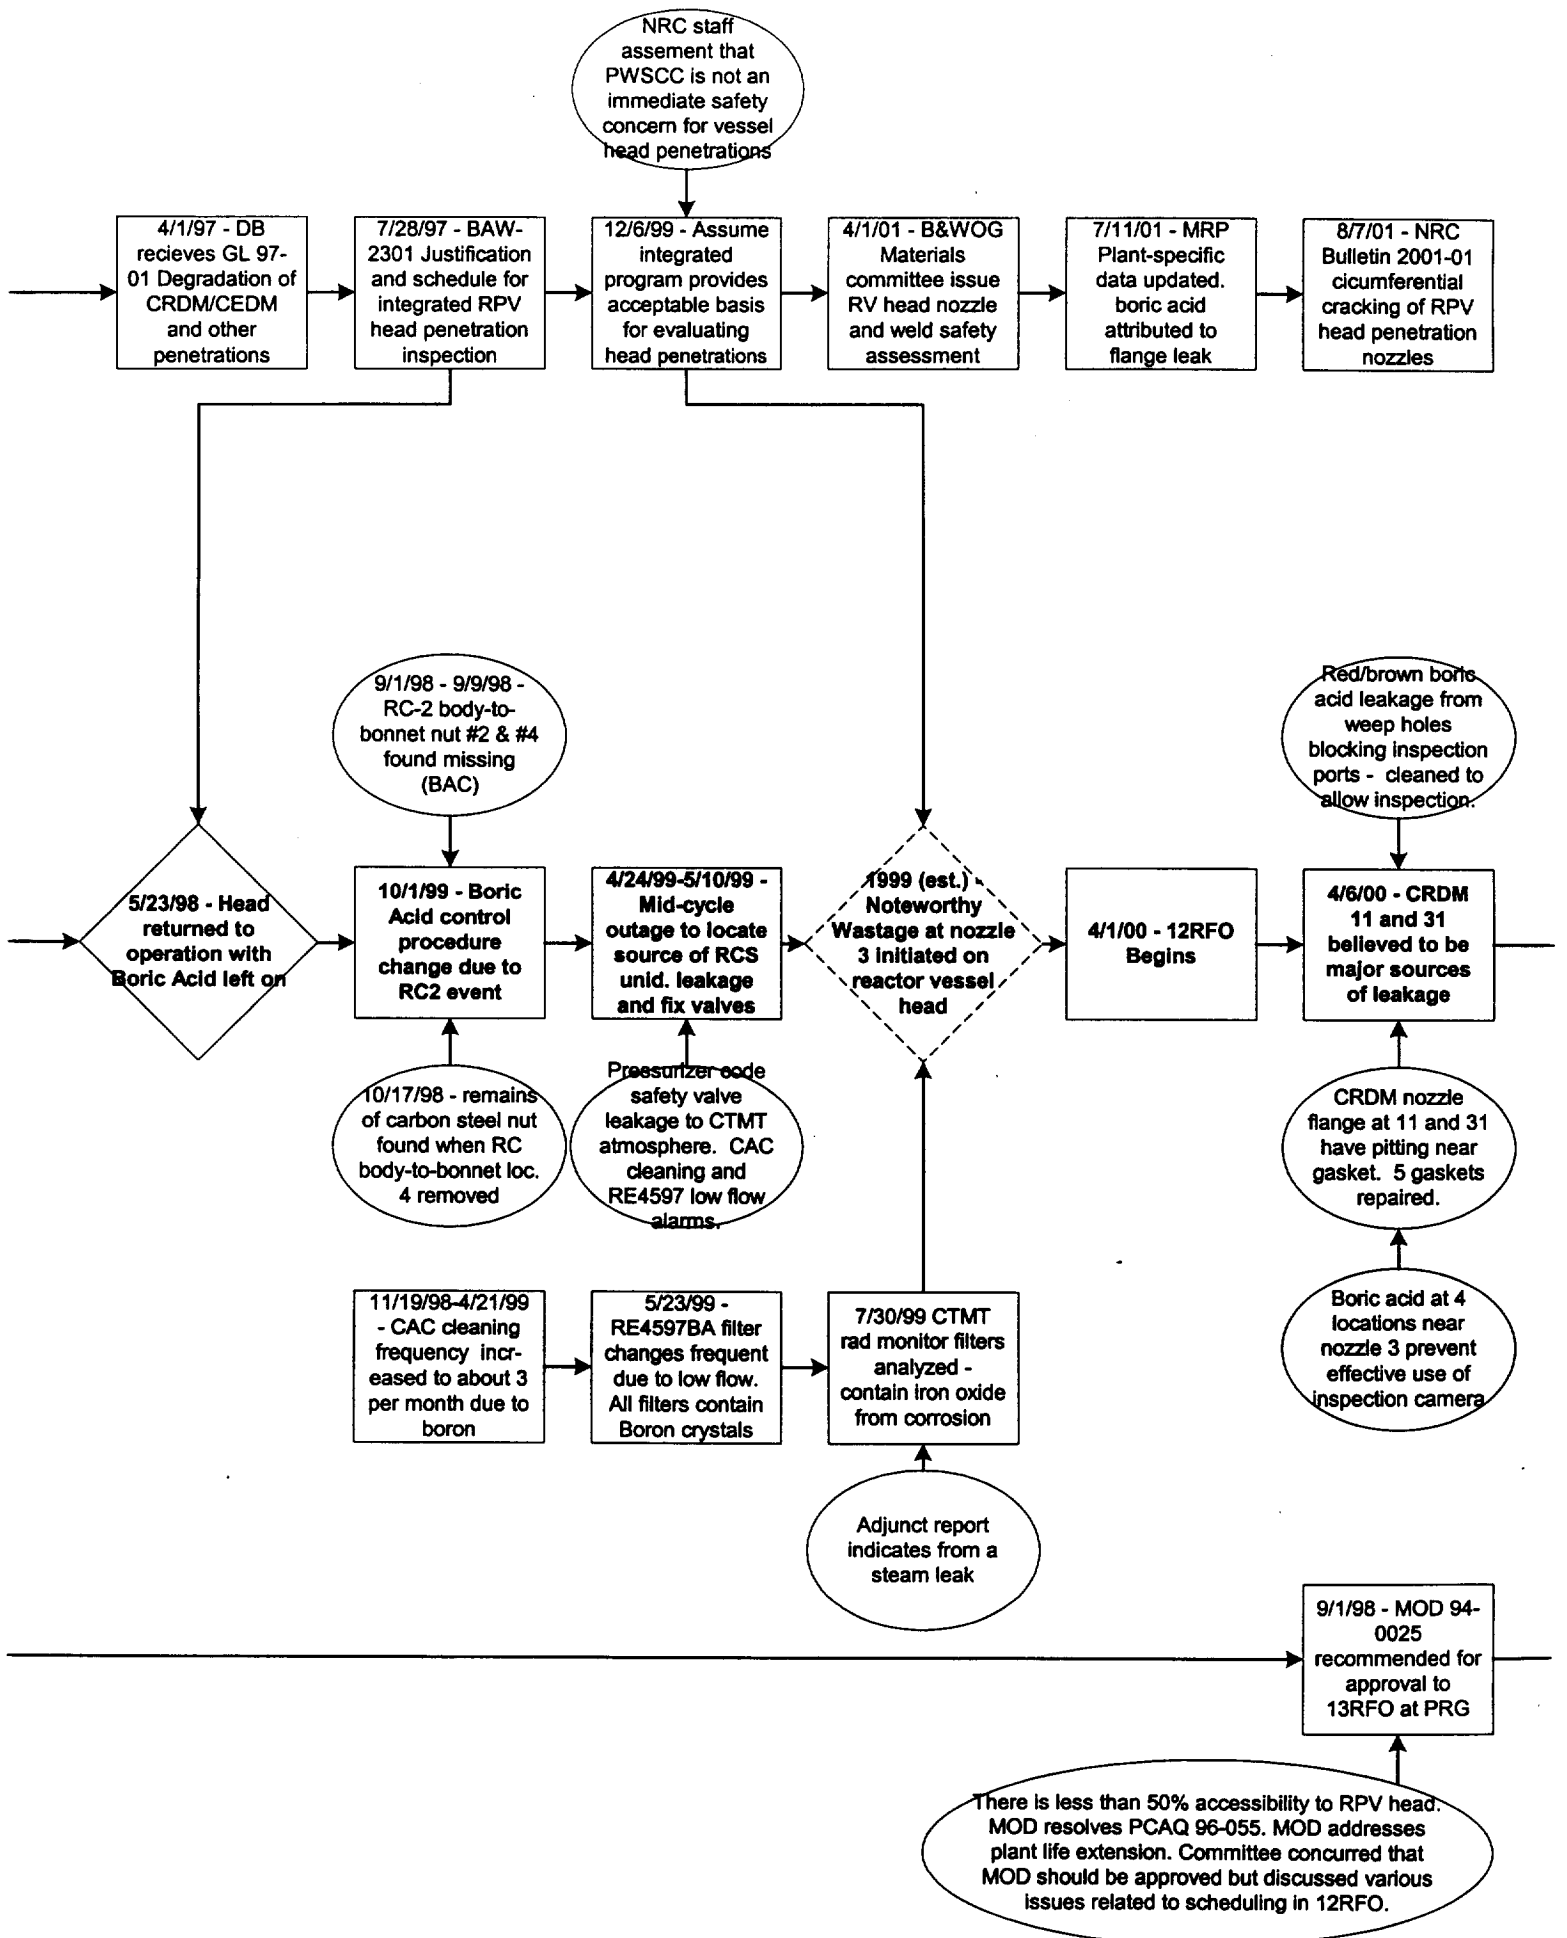 NRC staff
assement that
PWSCC is not an
immediate safety
concern for vessel
head penetrations
4/1/97 - DB
recieves GL 97-
01 Degradation of
CRDM/CEDM
and other
penetrations
7/28/97 - BAW-
2301 Justification
and schedule for
integrated RPV
head penetration
inspection
12/6/99 - Assume
integrated
program provides
acceptable basis
for evaluating
head penetrations
4/1/01 - B&WOG
Materials
committee issue
RV head nozzle
and weld safety
assessment
7/11/01 - MRP
Plant-specific
data updated.
boric acid
attributed to
flange leak
8/7/01 - NRC
Bulletin 2001-01
cicumferential
cracking of RPV
head penetration
nozzles
9/1/98 - 9/9/98 -
RC-2 body-to-
bonnet nut #2 & #4
found missing
(BAC)
Red/brown boric
acid leakage from
weep holes
blocking inspection
ports - cleaned to
allow inspection.
5/23/98 - Head
returned to
operation with
Boric Acid left on
10/1/99 - Boric
Acid control
procedure
change due to
RC2 event
4/24/99-5/10/99 -
Mid-cycle
outage to locate
source of RCS
unid. leakage
and fix valves
1999 (est.) -
Noteworthy
Wastage at nozzle
3 initiated on
reactor vessel
head
4/1/00 - 12RFO
Begins
4/6/00 - CRDM
11 and 31
believed to be
major sources
of leakage
10/17/98 - remains
of carbon steel nut
found when RC
body-to-bonnet loc.
4 removed
Pressurizer code
safety valve
leakage to CTMT
atmosphere. CAC
cleaning and
RE4597 low flow
alarms.
CRDM nozzle
flange at 11 and 31
have pitting near
gasket. 5 gaskets
repaired.
11/19/98-4/21/99
- CAC cleaning
frequency incr-
eased to about 3
per month due to
boron
5/23/99 -
RE4597BA filter
changes frequent
due to low flow.
All filters contain
Boron crystals
7/30/99 CTMT
rad monitor filters
analyzed -
contain iron oxide
from corrosion
Boric acid at 4
locations near
nozzle 3 prevent
effective use of
inspection camera
Adjunct report
indicates from a
steam leak
9/1/98 - MOD 94-
0025
recommended for
approval to
13RFO at PRG
There is less than 50% accessibility to RPV head.
MOD resolves PCAQ 96-055. MOD addresses
plant life extension. Committee concurred that
MOD should be approved but discussed various
issues related to scheduling in 12RFO.